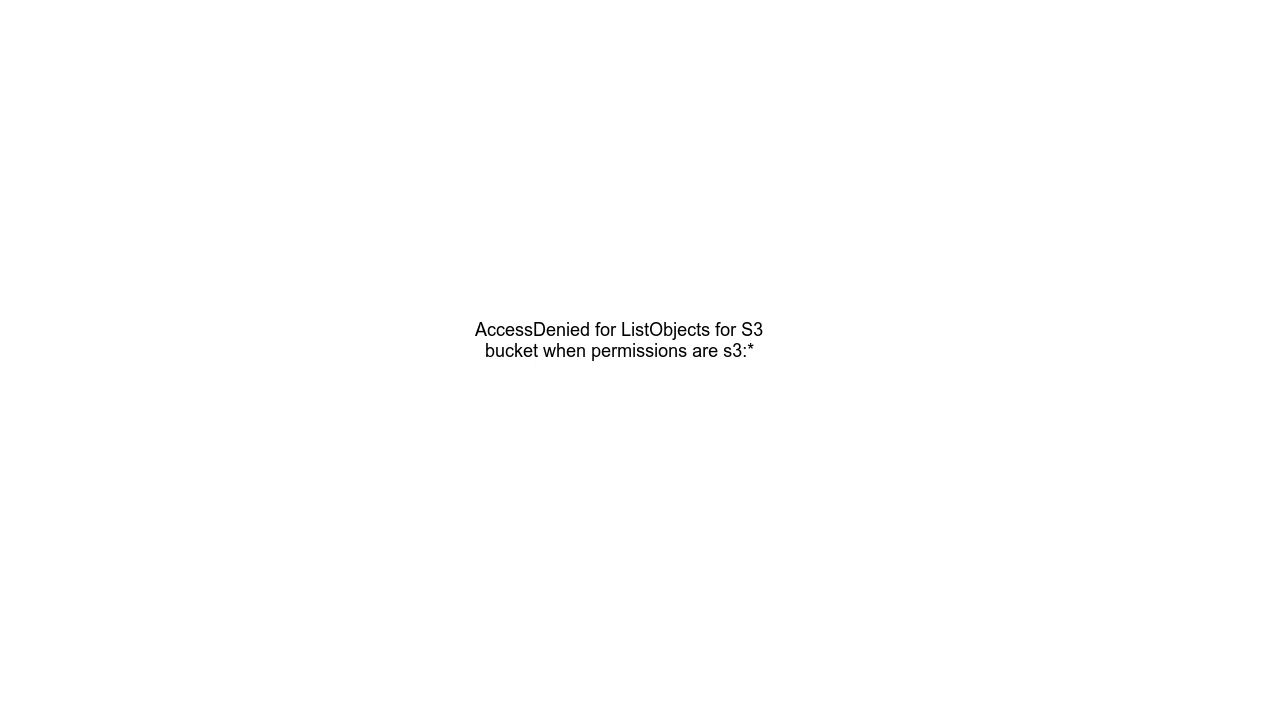 AccessDenied for ListObjects for S3
bucket when permissions are s3:*